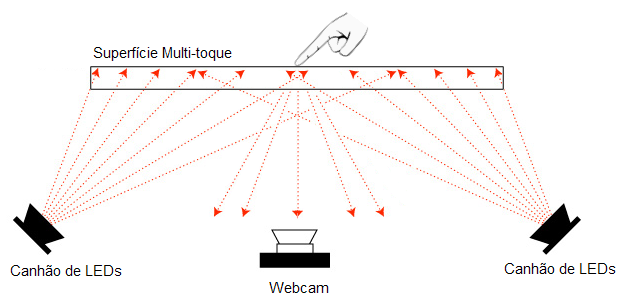 Superfície Multi-toque
Canhão de LEDs
Webcam
Canhão de LEDs